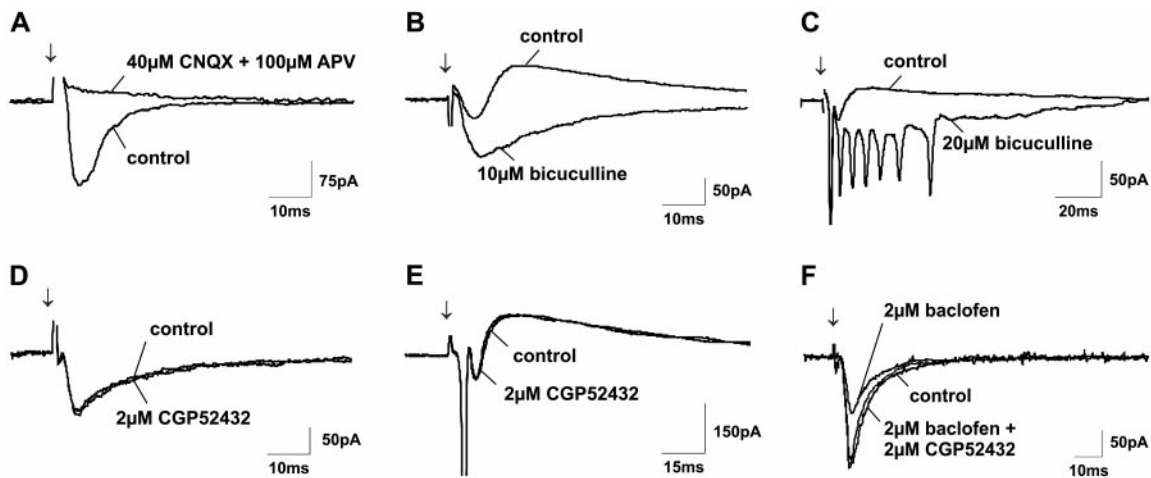 A
40µM CNQX + 100µM APV
control
75pA
10ms
B
control
10µM bicuculline
50pA
10ms
C
control
20µM bicuculline
50pA
20ms
D
control
2µM CGP52432
50pA
10ms
E
control
2µM CGP52432
150pA
15ms
F
2µM baclofen
control
2µM baclofen +
2µM CGP52432
50pA
10ms